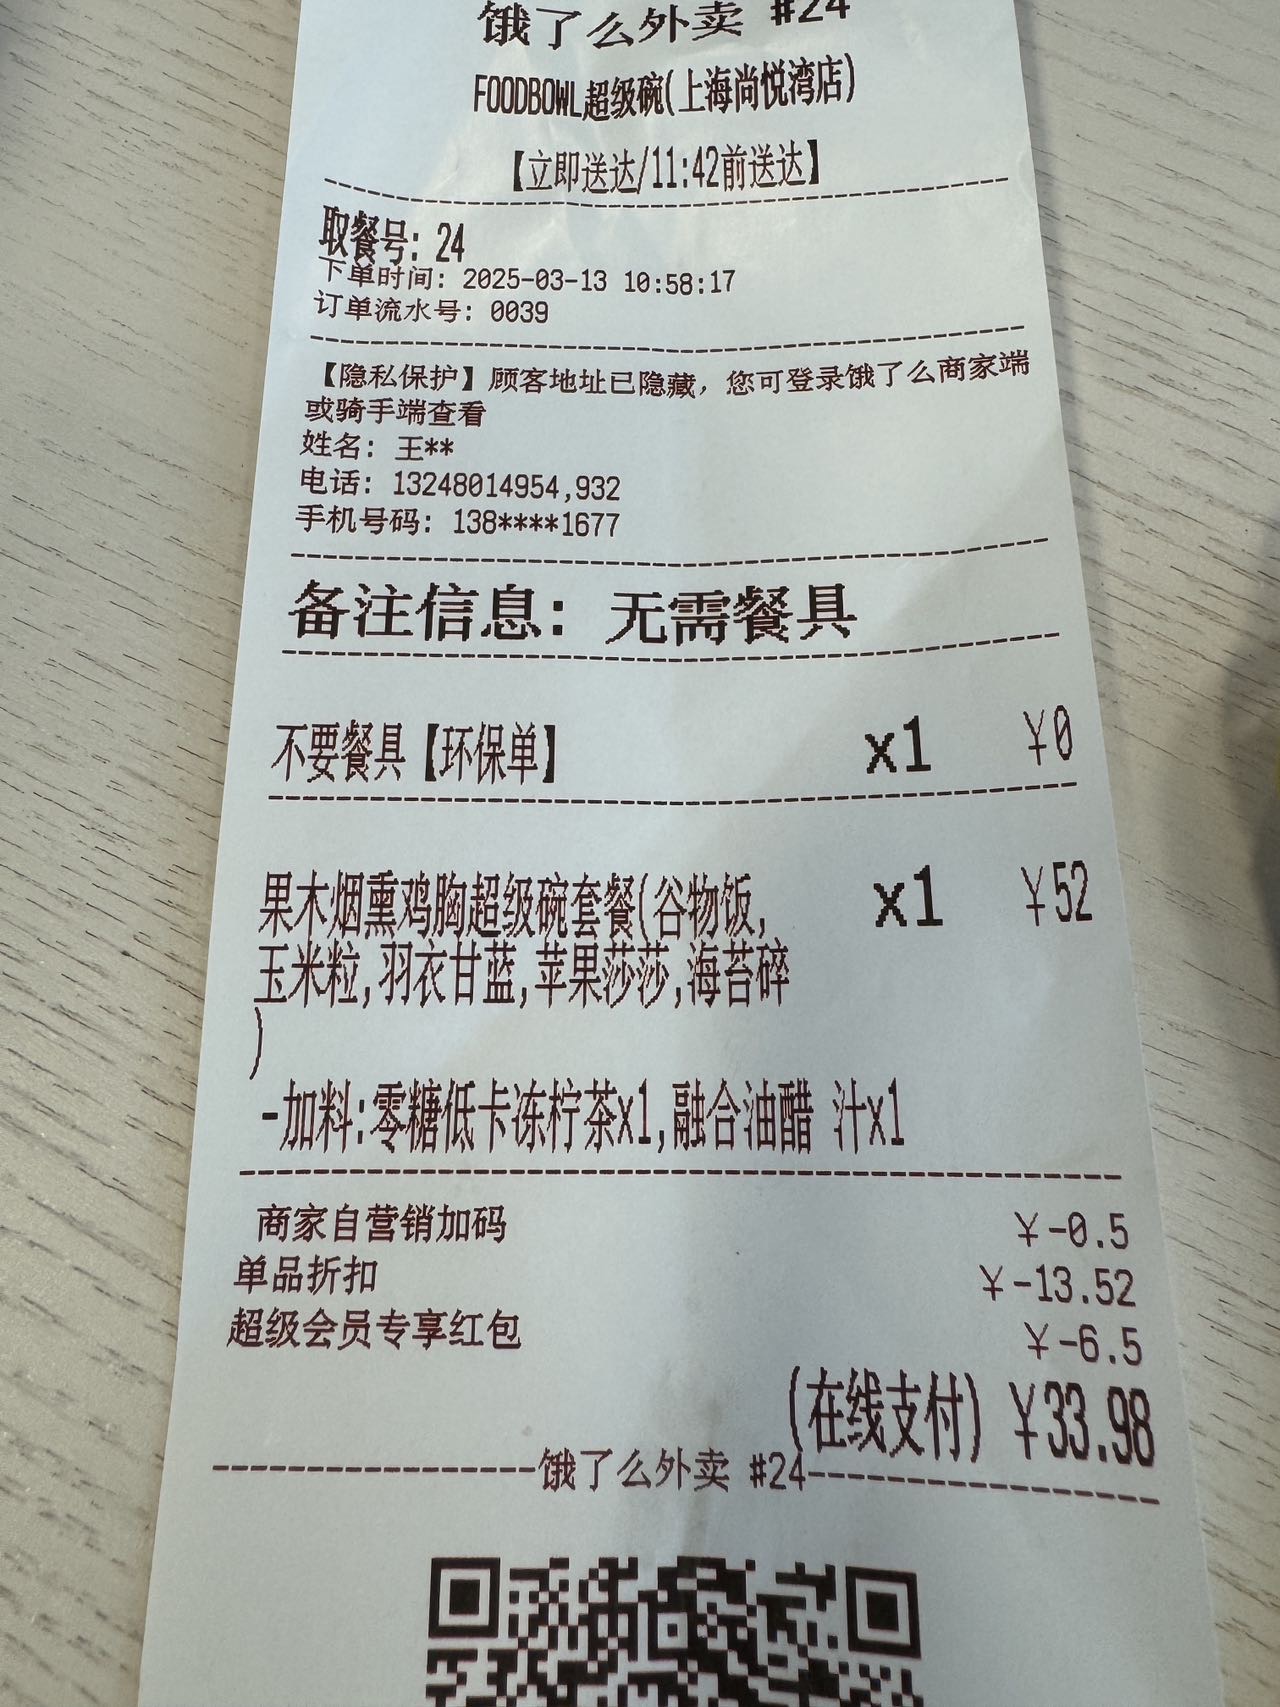 饿了么外卖 #24
FOODBOWL超级碗(上海尚悦湾店)
【立即送达/11:42前送达】
取餐号: 24
下单时间: 2025-03-13 10:58:17
订单流水号: 0039
【隐私保护】顾客地址已隐藏，您可登录饿了么商家端
或骑手端查看
姓名: 王**
电话: 13248014954,932
手机号码: 138****1677
备注信息: 无需餐具
不要餐具【环保单】 x1 ¥0
果木烟熏鸡胸超级碗套餐(谷物饭, x1 ¥52
玉米粒,羽衣甘蓝,苹果莎莎,海苔碎
)
-加料:零糖低卡冻柠茶x1,融合油醋 汁x1
商家自营销加码 ¥-0.5
单品折扣 ¥-13.52
超级会员专享红包 ¥-6.5
(在线支付) ¥33.98
饿了么外卖 #24